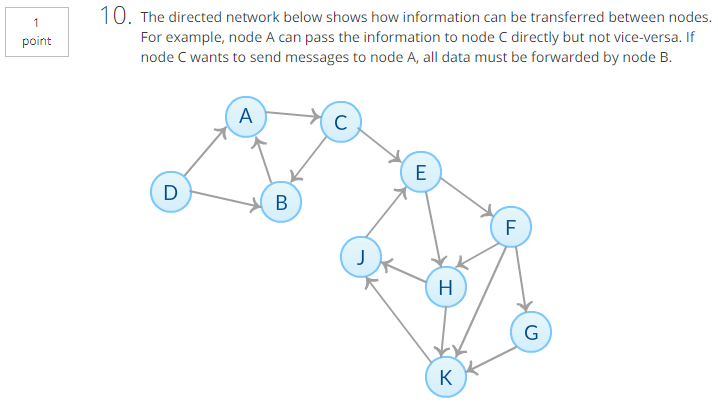 1
point
10. The directed network below shows how information can be transferred between nodes.
For example, node A can pass the information to node C directly but not vice-versa. If
node C wants to send messages to node A, all data must be forwarded by node B.
A
C
E
D
B
F
J
H
G
K